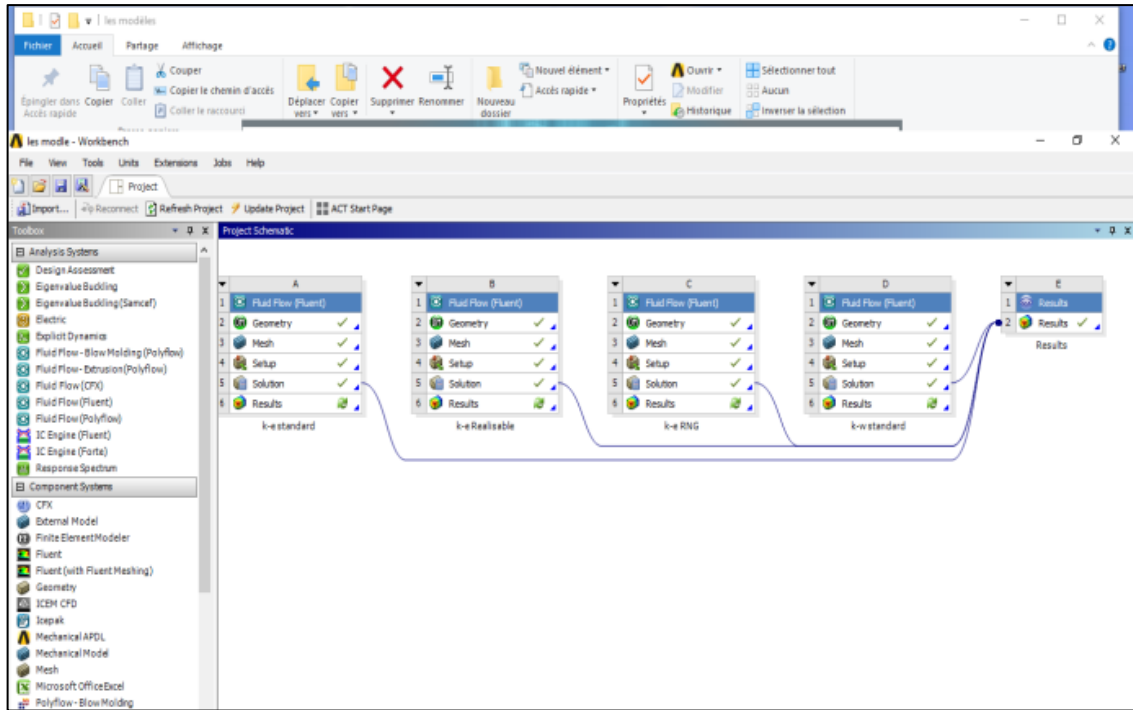 les modèles
Fichier Accueil Partage Affichage
Épingler dans Accès rapide
Copier
Coller
Couper
Copier le chemin d'accès
Coller le raccourci
Déplacer vers
Copier vers
Supprimer
Renommer
Nouveau dossier
Nouvel élément
Accès rapide
Propriétés
Ouvrir
Modifier
Historique
Sélectionner tout
Aucun
Inverser la sélection
les modle - Workbench
File View Tools Units Extensions Jobs Help
Project
Import... Reconnect Refresh Project Update Project ACT Start Page
Toolbox
Project Schematic
Analysis Systems
Design Assessment
Eigenvalue Buckling
Eigenvalue Buckling (Samcef)
Electric
Explicit Dynamics
Fluid Flow - Blow Molding (Polyflow)
Fluid Flow - Extrusion (Polyflow)
Fluid Flow (CFX)
Fluid Flow (Fluent)
Fluid Flow (Polyflow)
IC Engine (Fluent)
IC Engine (Forte)
Response Spectrum
Component Systems
CFX
External Model
Finite Element Modeler
Fluent
Fluent (with Fluent Meshing)
Geometry
ICEM CFD
Icepak
Mechanical APDL
Mechanical Model
Mesh
Microsoft Office Excel
Polyflow - Blow Molding
A
1 Fluid Flow (Fluent)
2 Geometry
3 Mesh
4 Setup
5 Solution
6 Results
k-e standard
B
1 Fluid Flow (Fluent)
2 Geometry
3 Mesh
4 Setup
5 Solution
6 Results
k-e Realisable
C
1 Fluid Flow (Fluent)
2 Geometry
3 Mesh
4 Setup
5 Solution
6 Results
k-e RNG
D
1 Fluid Flow (Fluent)
2 Geometry
3 Mesh
4 Setup
5 Solution
6 Results
k-w standard
E
1 Results
2 Results
Results